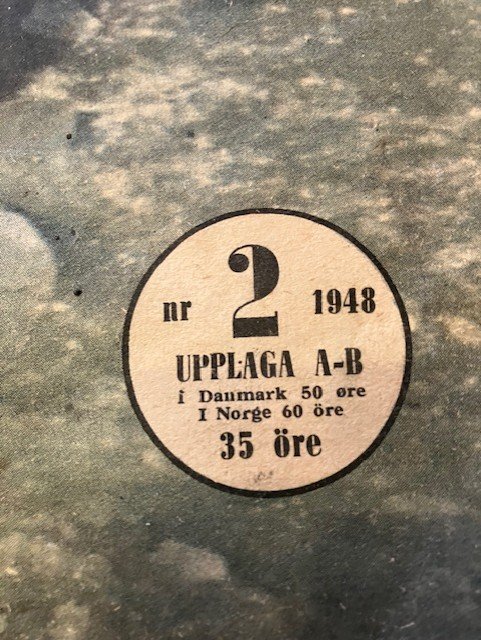 nr 2 1948
UPPLAGA A-B
i Danmark 50 øre
I Norge 60 öre
35 öre